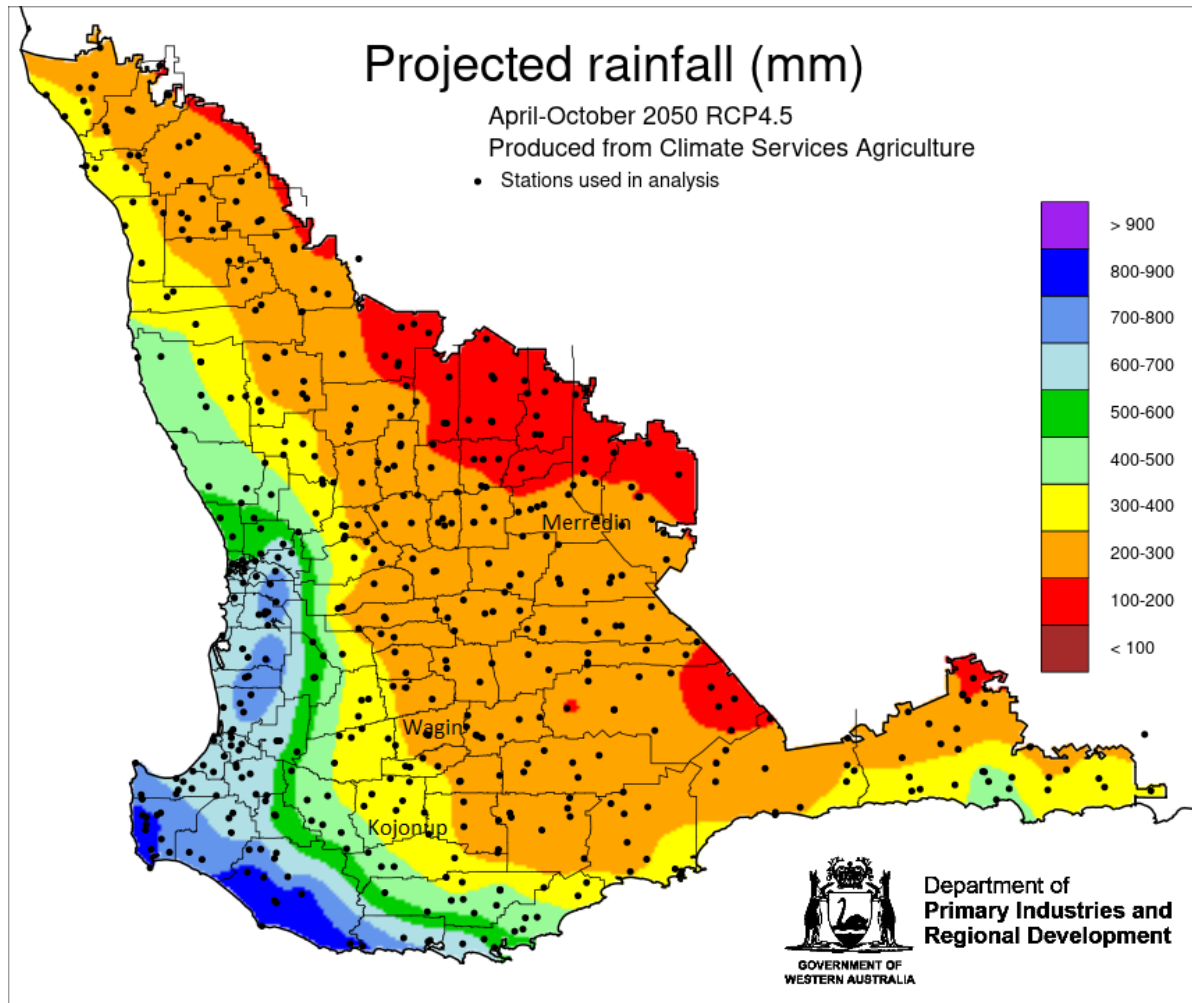 Projected rainfall (mm)
April-October 2050 RCP4.5
Produced from Climate Services Agriculture
Stations used in analysis
> 900
800-900
700-800
600-700
500-600
400-500
300-400
200-300
100-200
< 100
Merredin
Wagin
Kojonup
Department of
Primary Industries and
Regional Development
GOVERNMENT OF
WESTERN AUSTRALIA